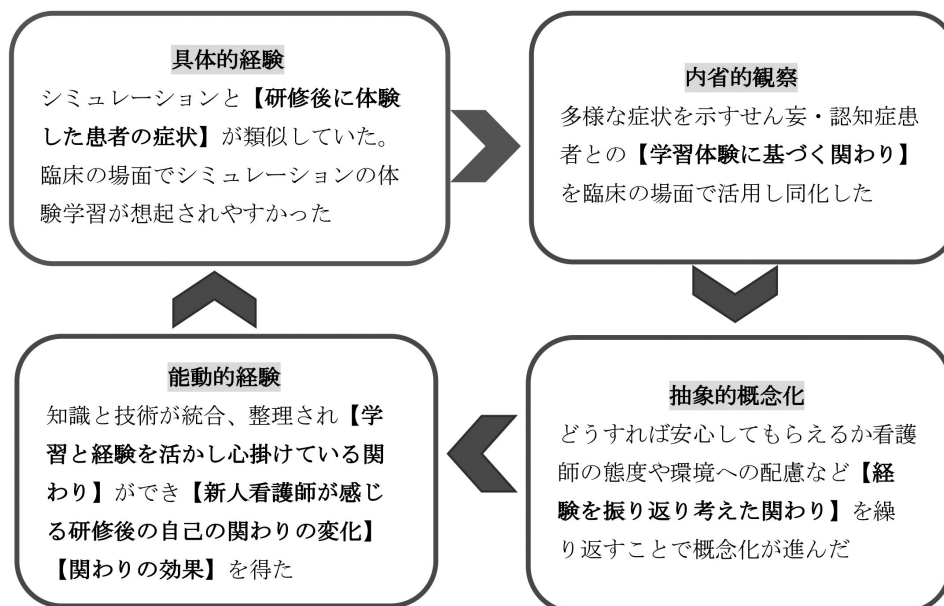 具体的経験
シミュレーションと【研修後に体験
した患者の症状】が類似していた。
臨床の場面でシミュレーションの体
験学習が想起されやすかった
内省的観察
多様な症状を示すせん妄・認知症患
者との【学習体験に基づく関わり】
を臨床の場面で活用し同化した
抽象的概念化
どうすれば安心してもらえるか看護
師の態度や環境への配慮など【経
験を振り返り考えた関わり】を繰
り返すことで概念化が進んだ
能動的経験
知識と技術が統合、整理され【学
習と経験を活かし心掛けている関
わり】ができ【新人看護師が感じ
る研修後の自己の関わりの変化】
【関わりの効果】を得た